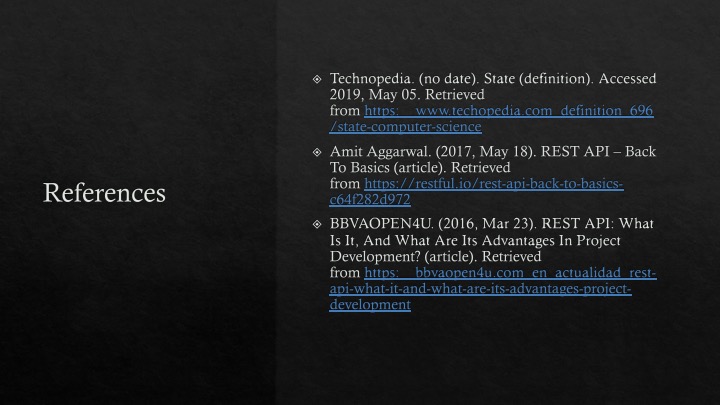 References
Technopedia. (no date). State (definition). Accessed
2019, May 05. Retrieved
from https:__www.techopedia.com_definition_696
/state-computer-science
Amit Aggarwal. (2017, May 18). REST API – Back
To Basics (article). Retrieved
from https://restful.io/rest-api-back-to-basics-
c64f282d972
BBVAOPEN4U. (2016, Mar 23). REST API: What
Is It, And What Are Its Advantages In Project
Development? (article). Retrieved
from https:__bbvaopen4u.com_en_actualidad_rest-
api-what-it-and-what-are-its-advantages-project-
development